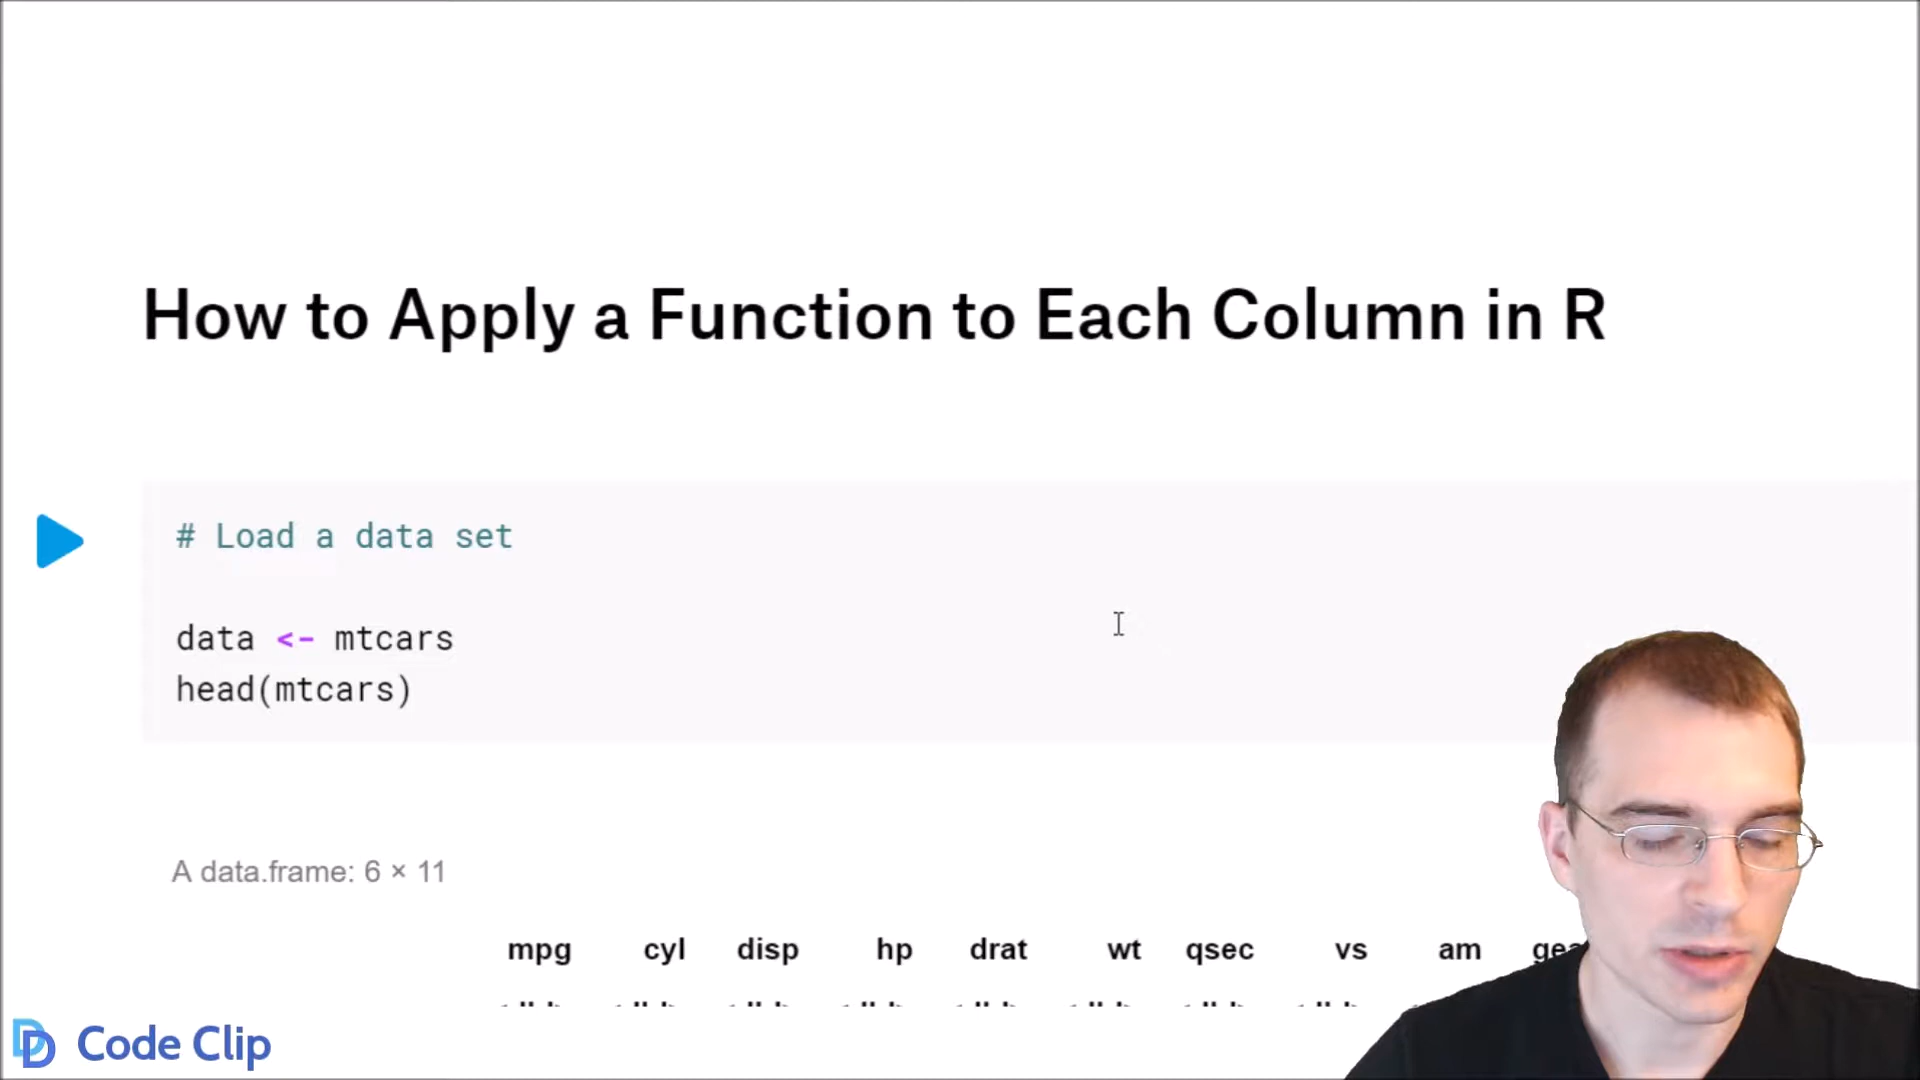 How to Apply a Function to Each Column in R
# Load a data set
data <- mtcars
head(mtcars)
A data.frame: 6 × 11
mpg cyl disp hp drat wt qsec vs am
Code Clip